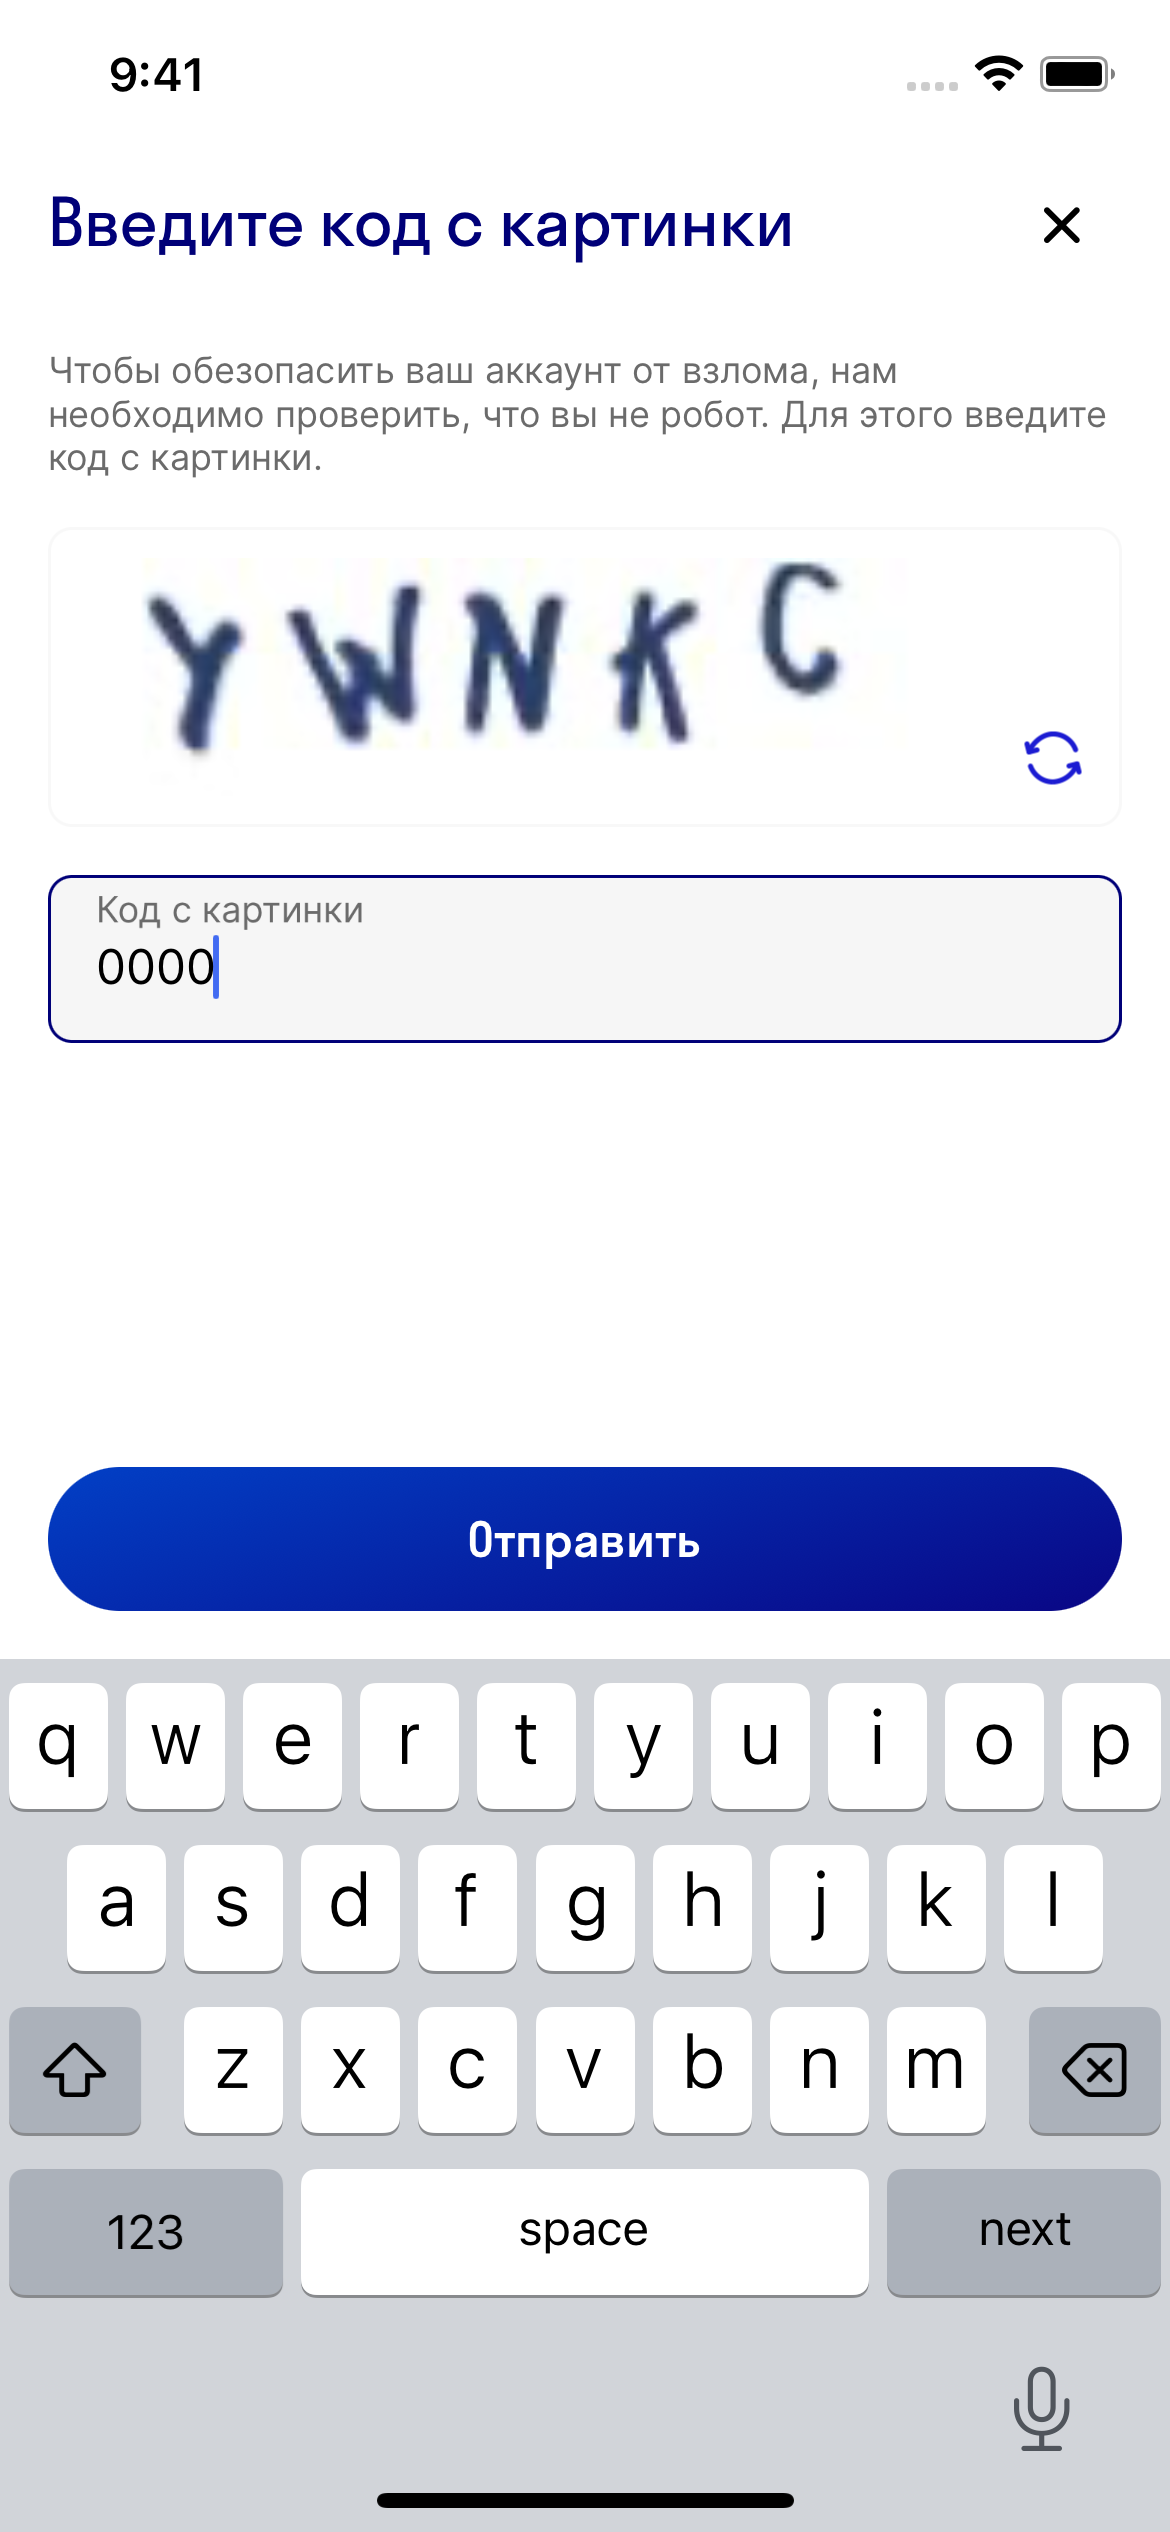 9:41
Введите код с картинки
Чтобы обезопасить ваш аккаунт от взлома, нам
необходимо проверить, что вы не робот. Для этого введите
код с картинки.
YWNKC
Код с картинки
0000
Отправить
q w e r t y u i o p
a s d f g h j k l
z x c v b n m
123 space next